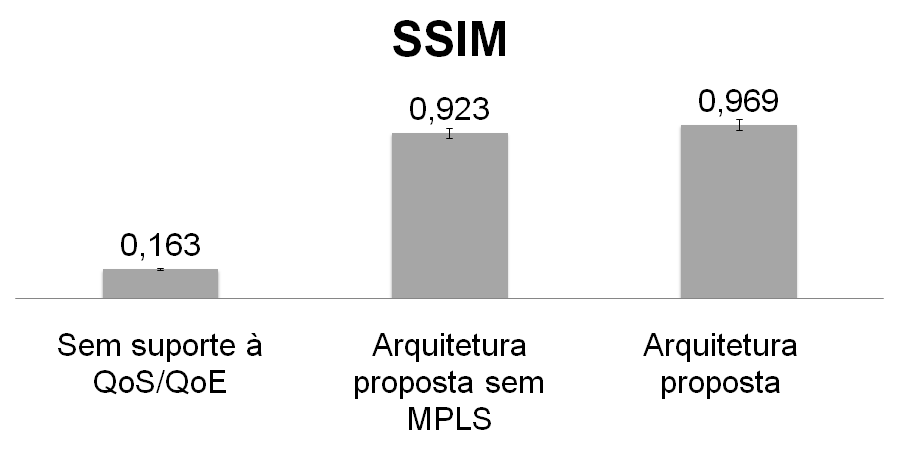 SSIM
0,163
0,923
0,969
Sem suporte à
QoS/QoE
Arquitetura
proposta sem
MPLS
Arquitetura
proposta